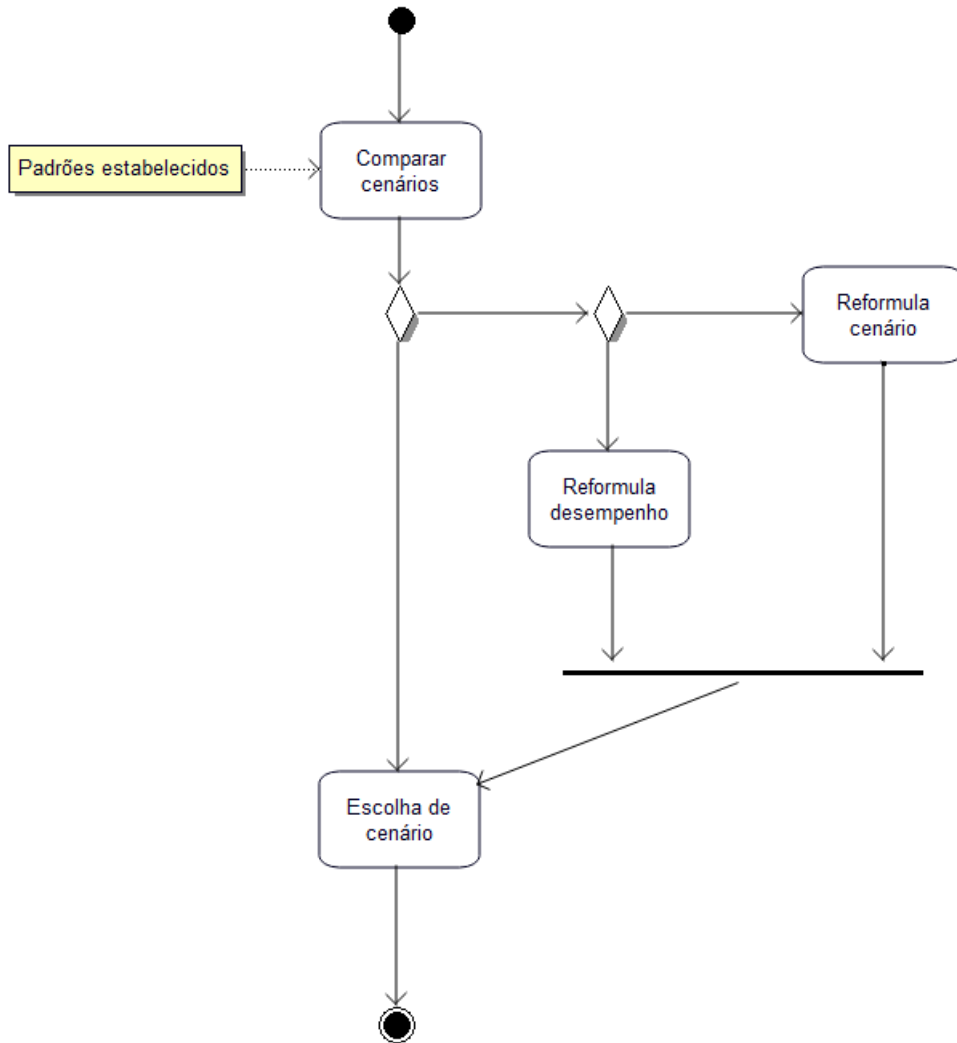 Comparar
cenários
Padrões estabelecidos
Reformula
cenário
Reformula
desempenho
Escolha de
cenário